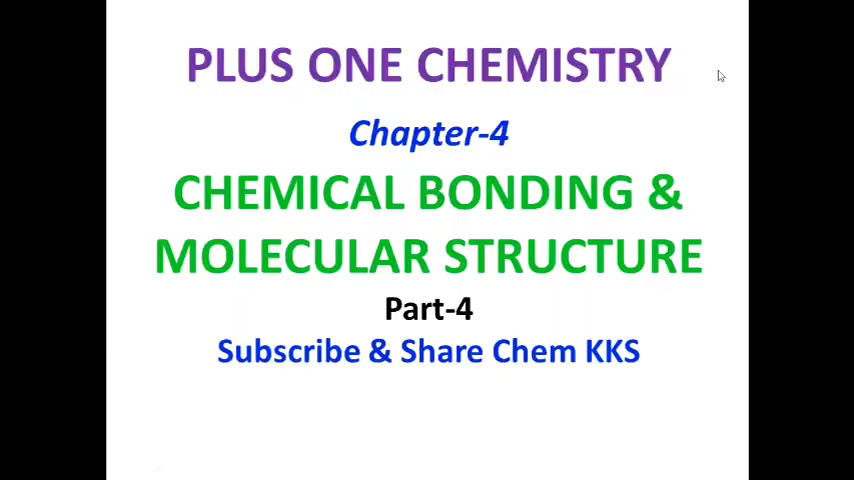 PLUS ONE CHEMISTRY
Chapter-4
CHEMICAL BONDING &
MOLECULAR STRUCTURE
Part-4
Subscribe & Share Chem KKS